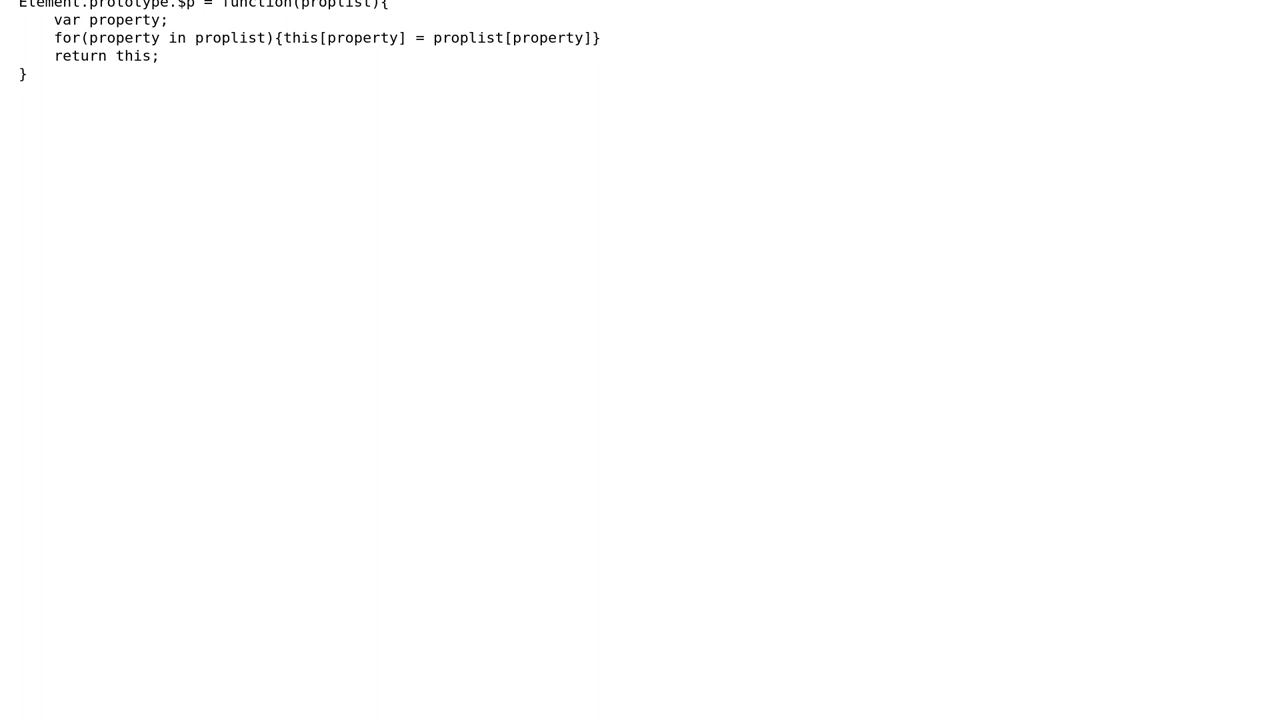 Element.prototype.$p = function(proplist){
    var property;
    for(property in proplist){this[property] = proplist[property]}
    return this;
}